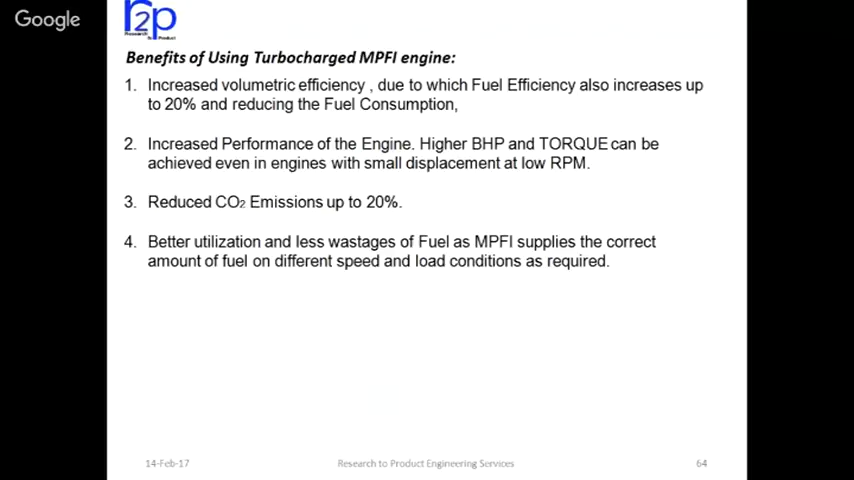 Google
r2p
Research to Product
Benefits of Using Turbocharged MPFI engine:
1. Increased volumetric efficiency , due to which Fuel Efficiency also increases up
to 20% and reducing the Fuel Consumption,
2. Increased Performance of the Engine. Higher BHP and TORQUE can be
achieved even in engines with small displacement at low RPM.
3. Reduced CO2 Emissions up to 20%.
4. Better utilization and less wastages of Fuel as MPFI supplies the correct
amount of fuel on different speed and load conditions as required.
14-Feb-17 Research to Product Engineering Services 64